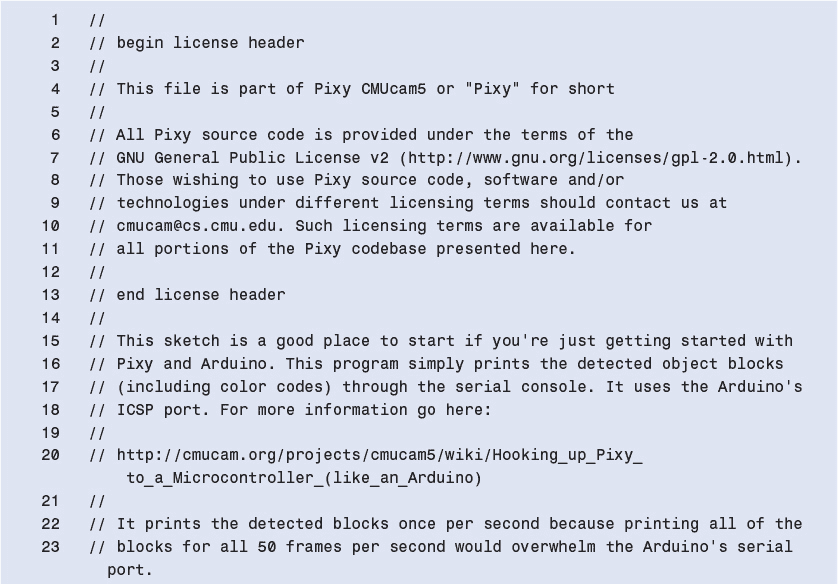 1 //
2 // begin license header
3 //
4 // This file is part of Pixy CMUcam5 or "Pixy" for short
5 //
6 // All Pixy source code is provided under the terms of the
7 // GNU General Public License v2 (http://www.gnu.org/licenses/gpl-2.0.html).
8 // Those wishing to use Pixy source code, software and/or
9 // technologies under different licensing terms should contact us at
10 // cmucam@cs.cmu.edu. Such licensing terms are available for
11 // all portions of the Pixy codebase presented here.
12 //
13 // end license header
14 //
15 // This sketch is a good place to start if you're just getting started with
16 // Pixy and Arduino. This program simply prints the detected object blocks
17 // (including color codes) through the serial console. It uses the Arduino's
18 // ICSP port. For more information go here:
19 //
20 // http://cmucam.org/projects/cmucam5/wiki/Hooking_up_Pixy_
to_a_Microcontroller_(like_an_Arduino)
21 //
22 // It prints the detected blocks once per second because printing all of the
23 // blocks for all 50 frames per second would overwhelm the Arduino's serial
port.